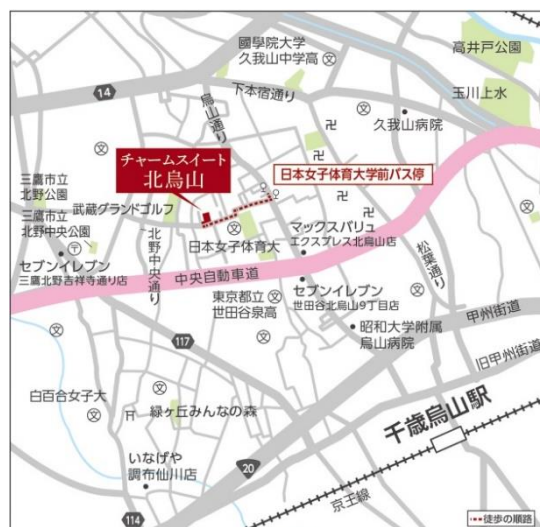 國學院大学
久我山中学高
高井戸公園
玉川上水
14
下本宿通り
烏山通り
久我山病院
チャームスイート
北烏山
日本女子体育大学前バス停
三鷹市立
北野公園
武蔵グランドゴルフ
三鷹市立
北野中央公園
日本女子体育大
マックスバリュ
エクスプレス北烏山店
セブンイレブン
三鷹北野吉祥寺通り店
北野中央通り
中央自動車道
松葉通り
東京都立
世田谷泉高
セブンイレブン
世田谷北烏山9丁目店
甲州街道
昭和大学附属
烏山病院
旧甲州街道
117
白百合女子大
緑ヶ丘みんなの森
千歳烏山駅
いなげや
調布仙川店
20
京王線
114
徒歩の順路